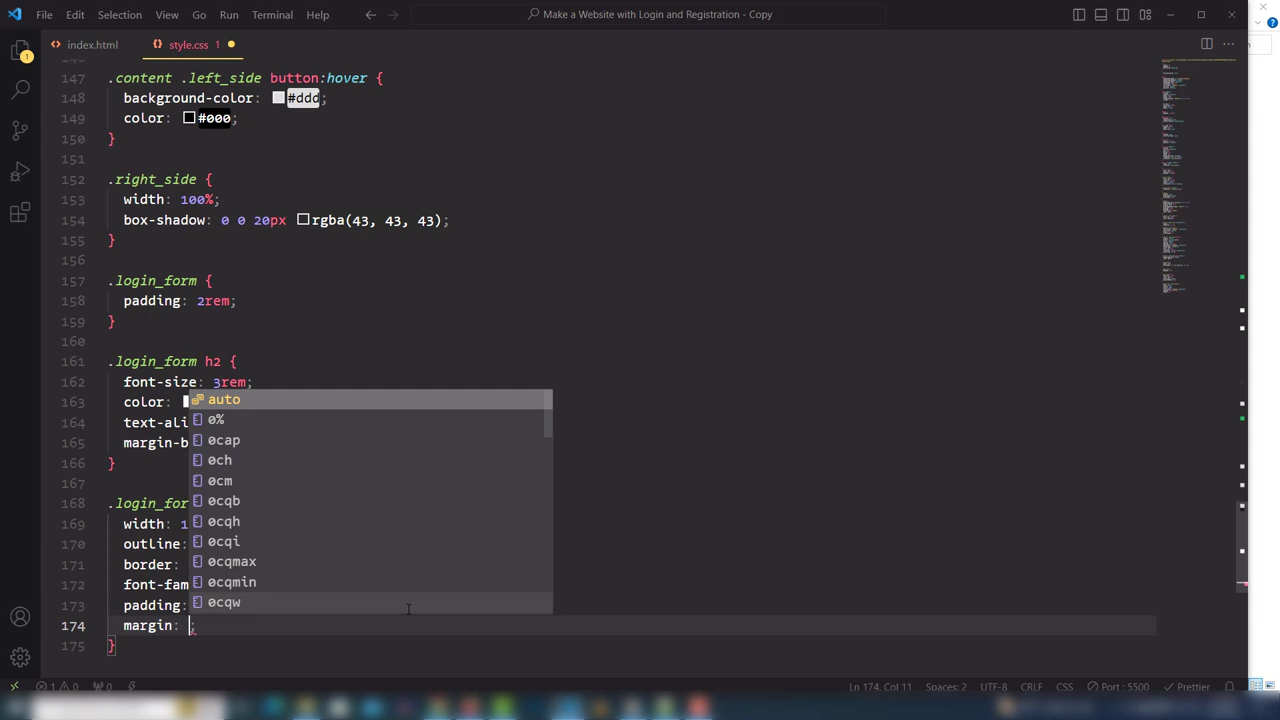 File Edit Selection View Go Run Terminal Help
Make a Website with Login and Registration - Copy
index.html
style.css 1
147 .content .left_side button:hover {
148 background-color: #ddd;
149 color: #000;
150 }
151
152 .right_side {
153 width: 100%;
154 box-shadow: 0 0 20px rgba(43, 43, 43);
155 }
156
157 .login_form {
158 padding: 2rem;
159 }
160
161 .login_form h2 {
162 font-size: 3rem;
163 color:
164 text-ali
165 margin-b
166 }
167
168 .login_for
169 width: 1
170 outline:
171 border:
172 font-fam
173 padding:
174 margin: ;
175 }
auto
0%
0cap
0ch
0cm
0cqb
0cqh
0cqi
0cqmax
0cqmin
0cqw
1
1 0 0 Ln 174, Col 11 Spaces: 2 UTF-8 CRLF CSS Port : 5500 Prettier